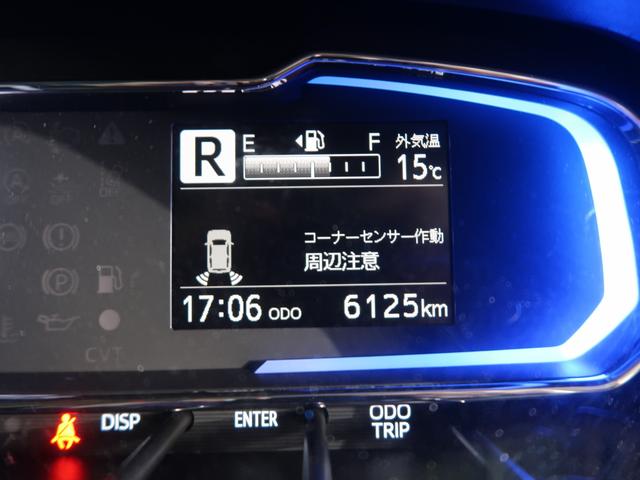 R E F 外気温
15℃
コーナーセンサー作動
周辺注意
17:06 ODO 6125km
CVT
DISP ENTER ODO
TRIP